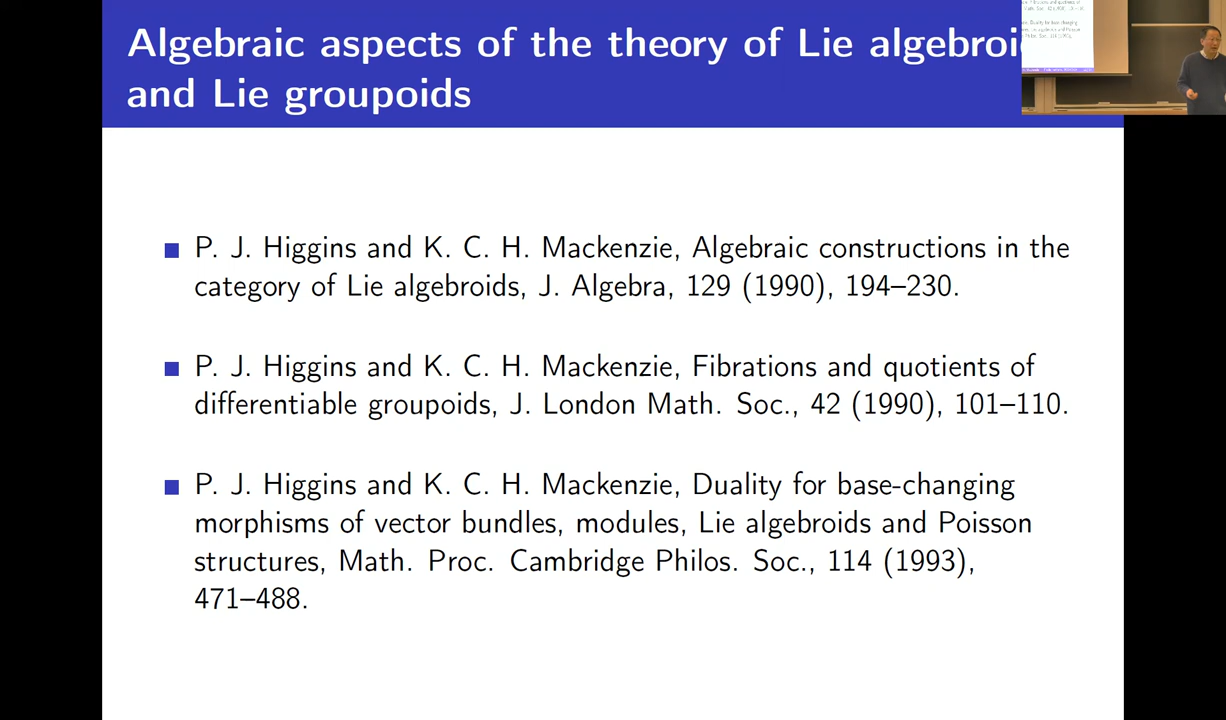 Algebraic aspects of the theory of Lie algebroi
and Lie groupoids
P. J. Higgins and K. C. H. Mackenzie, Algebraic constructions in the
category of Lie algebroids, J. Algebra, 129 (1990), 194–230.
P. J. Higgins and K. C. H. Mackenzie, Fibrations and quotients of
differentiable groupoids, J. London Math. Soc., 42 (1990), 101–110.
P. J. Higgins and K. C. H. Mackenzie, Duality for base-changing
morphisms of vector bundles, modules, Lie algebroids and Poisson
structures, Math. Proc. Cambridge Philos. Soc., 114 (1993),
471–488.